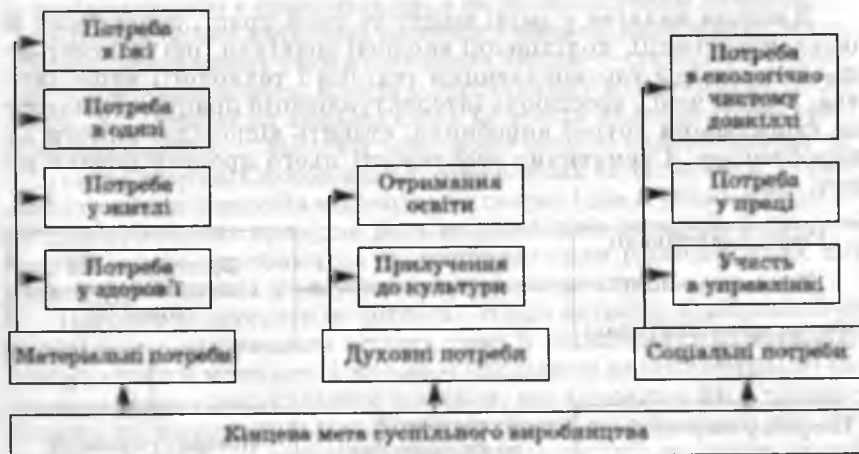 Потреба
в їжі
Потреба
в одязі
Потреба
у житлі
Потреба
у здоров'ї
Матеріальні потреби
Отримання
освіти
Прилучення
до культури
Духовні потреби
Потреба
в екологічно
чистому
довкіллі
Потреба
у праці
Участь
в управлінні
Соціальні потреби
Кінцева мета суспільного виробництва